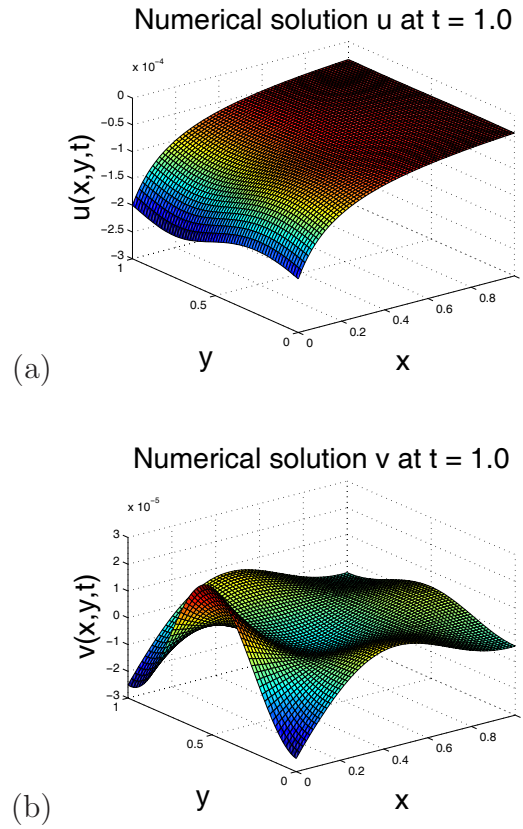 Numerical solution u at t = 1.0
x 10⁻⁴
0
−0.5
−1
−1.5
−2
−2.5
−3
u(x,y,t)
1
0.5
0
y
0
0.2
0.4
0.6
0.8
x
(a)
Numerical solution v at t = 1.0
x 10⁻⁵
3
2
1
0
−1
−2
−3
v(x,y,t)
1
0.5
0
y
0
0.2
0.4
0.6
0.8
x
(b)